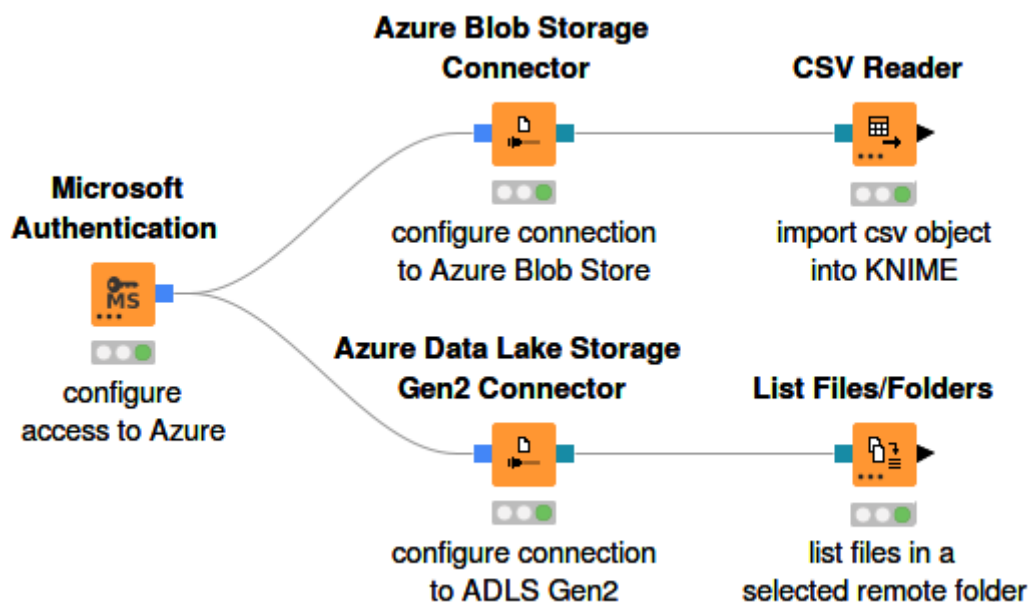 Azure Blob Storage
Connector
CSV Reader
configure connection
to Azure Blob Store
import csv object
into KNIME
Microsoft
Authentication
MS
configure
access to Azure
Azure Data Lake Storage
Gen2 Connector
List Files/Folders
configure connection
to ADLS Gen2
list files in a
selected remote folder